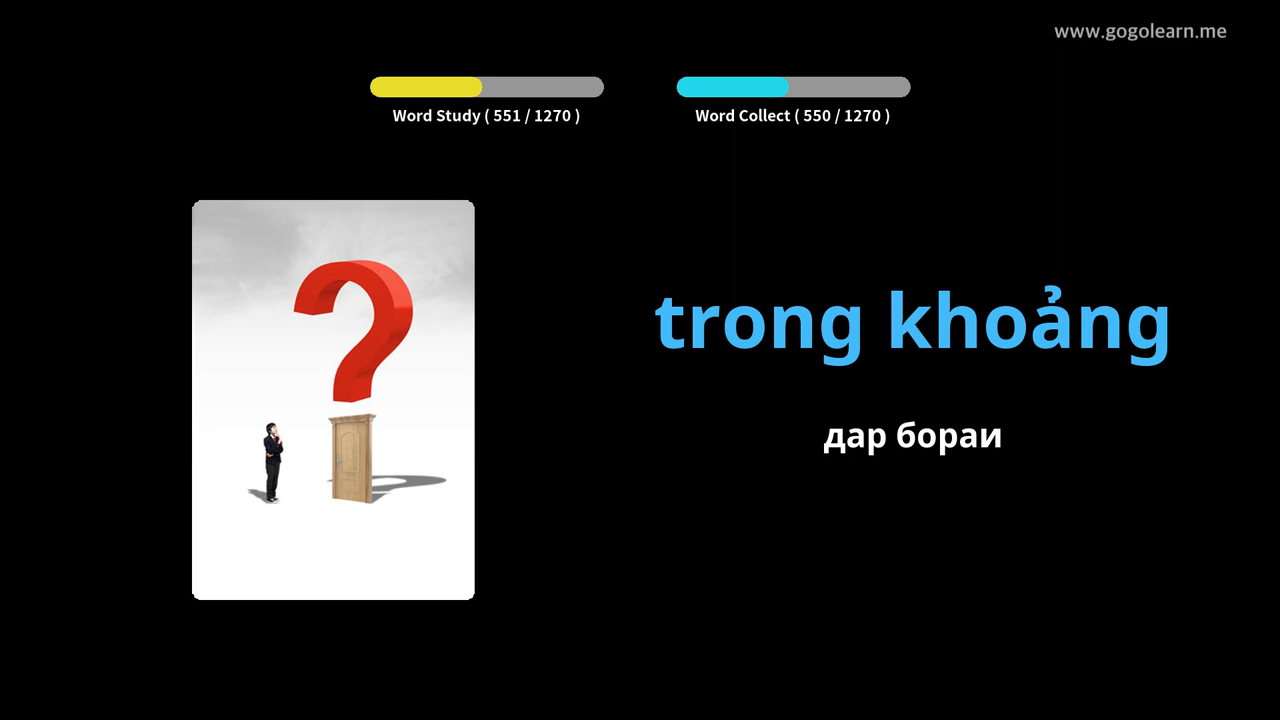 www.gogolearn.me
Word Study ( 551 / 1270 )
Word Collect ( 550 / 1270 )
trong khoảng
дар бораи